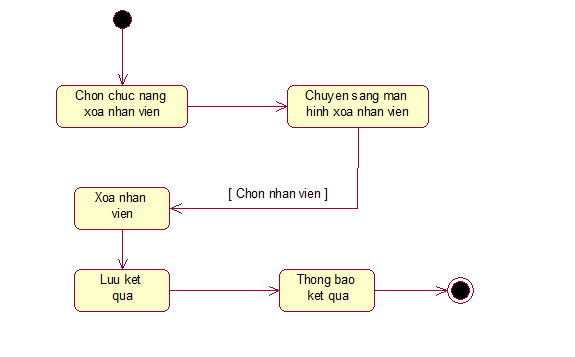 Chon chuc nang
xoa nhan vien
Chuyen sang man
hinh xoa nhan vien
[ Chon nhan vien ]
Xoa nhan
vien
Luu ket
qua
Thong bao
ket qua